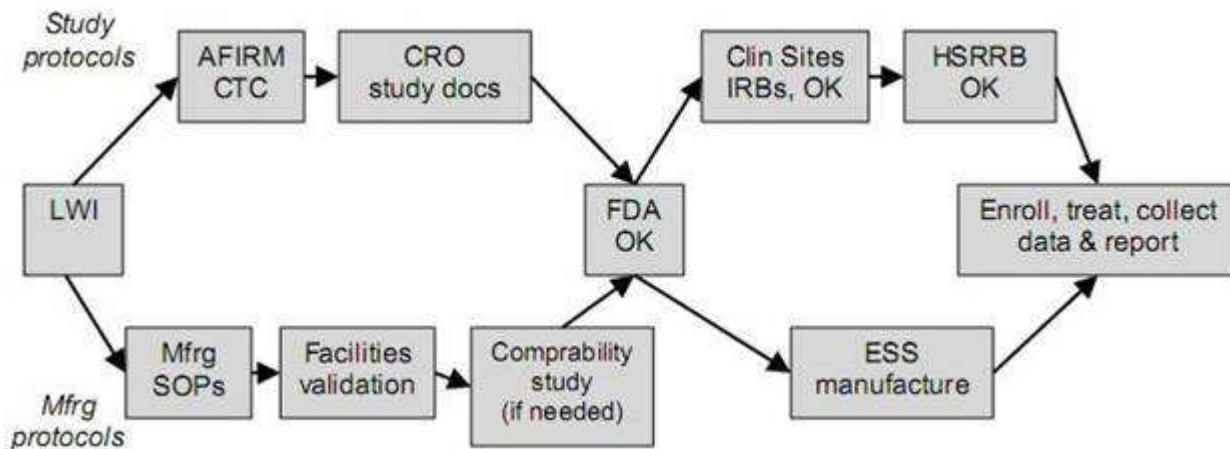 Study
protocols
AFIRM
CTC
CRO
study docs
Clin Sites
IRBs, OK
HSRRB
OK
LWI
FDA
OK
Enroll, treat, collect
data & report
Mfrg
SOPs
Facilities
validation
Comprability
study
(if needed)
ESS
manufacture
Mfrg
protocols